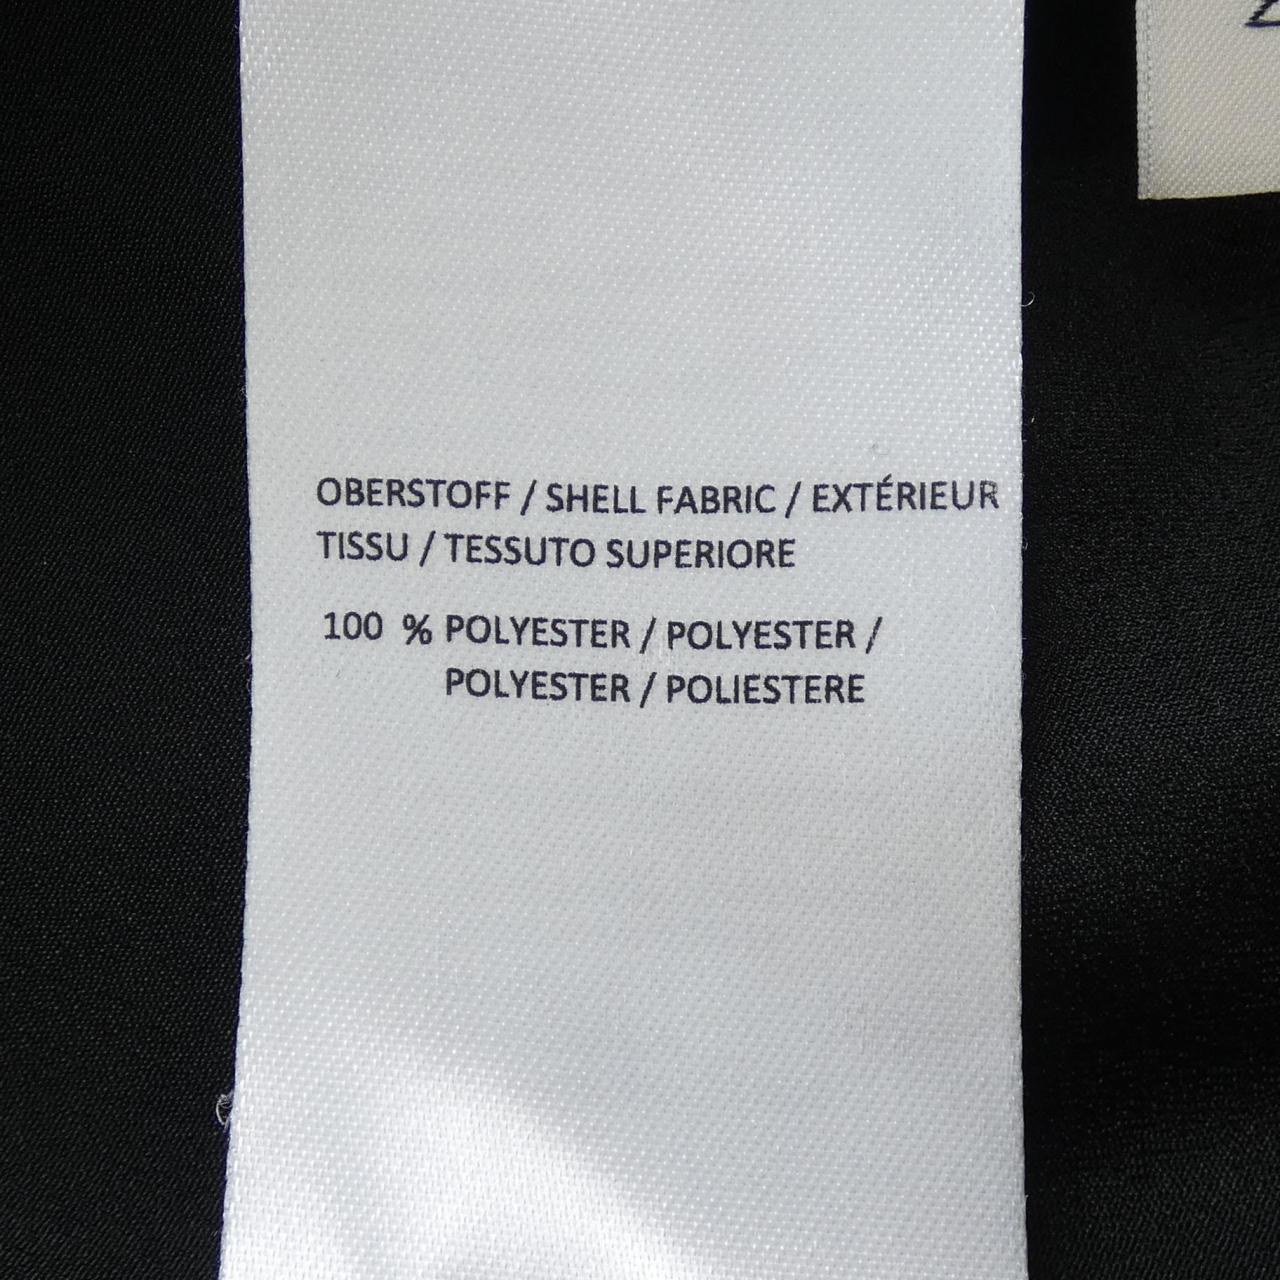 OBERSTOFF / SHELL FABRIC / EXTÉRIEUR
TISSU / TESSUTO SUPERIORE
100 % POLYESTER / POLYESTER /
POLYESTER / POLIESTERE